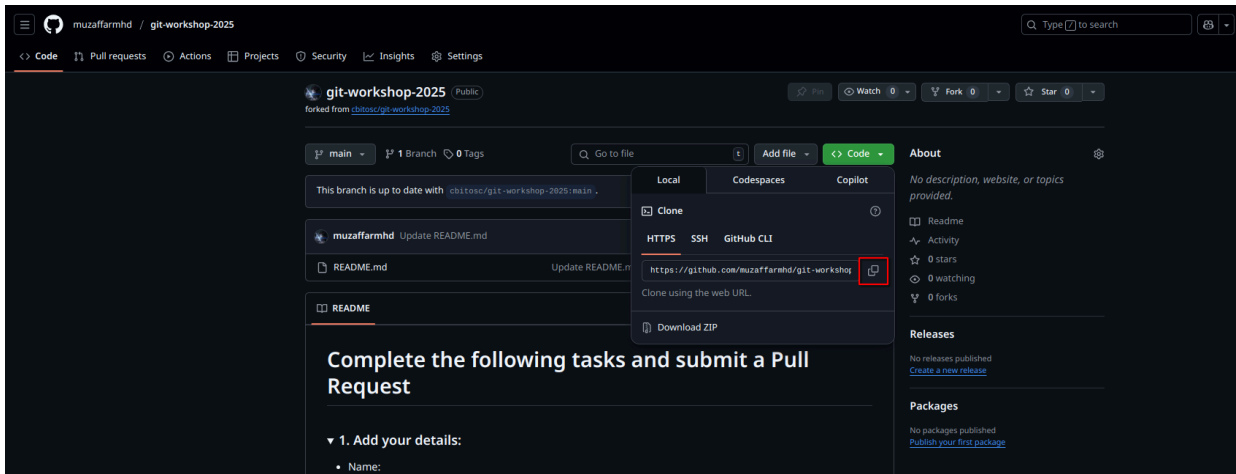 muzaffarmhd / git-workshop-2025
Type / to search
Code Pull requests Actions Projects Security Insights Settings
git-workshop-2025 Public
forked from cbitosc/git-workshop-2025
Pin Watch 0 Fork 0 Star 0
main 1 Branch 0 Tags Go to file t Add file Code
This branch is up to date with cbitosc/git-workshop-2025:main .
muzaffarmhd Update README.md
README.md Update README.m
README
Complete the following tasks and submit a Pull
Request
1. Add your details:
Name:
Local Codespaces Copilot
Clone
HTTPS SSH GitHub CLI
https://github.com/muzaffarmhd/git-workshop
Clone using the web URL.
Download ZIP
About
No description, website, or topics
provided.
Readme
Activity
0 stars
0 watching
0 forks
Releases
No releases published
Create a new release
Packages
No packages published
Publish your first package